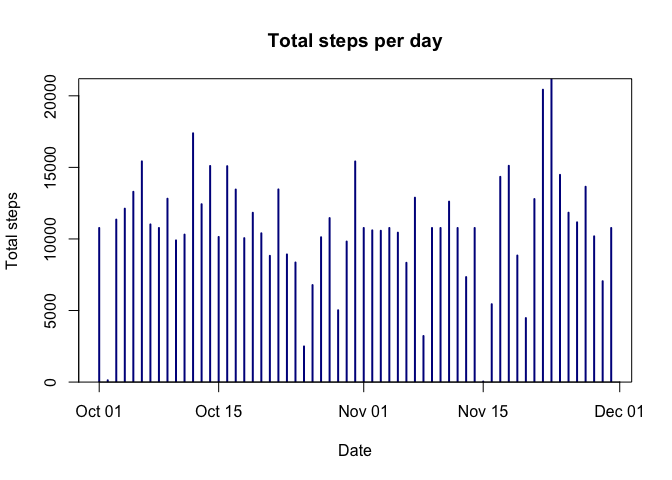 Total steps per day
20000
15000
10000
5000
0
Total steps
Oct 01 Oct 15 Nov 01 Nov 15 Dec 01
Date